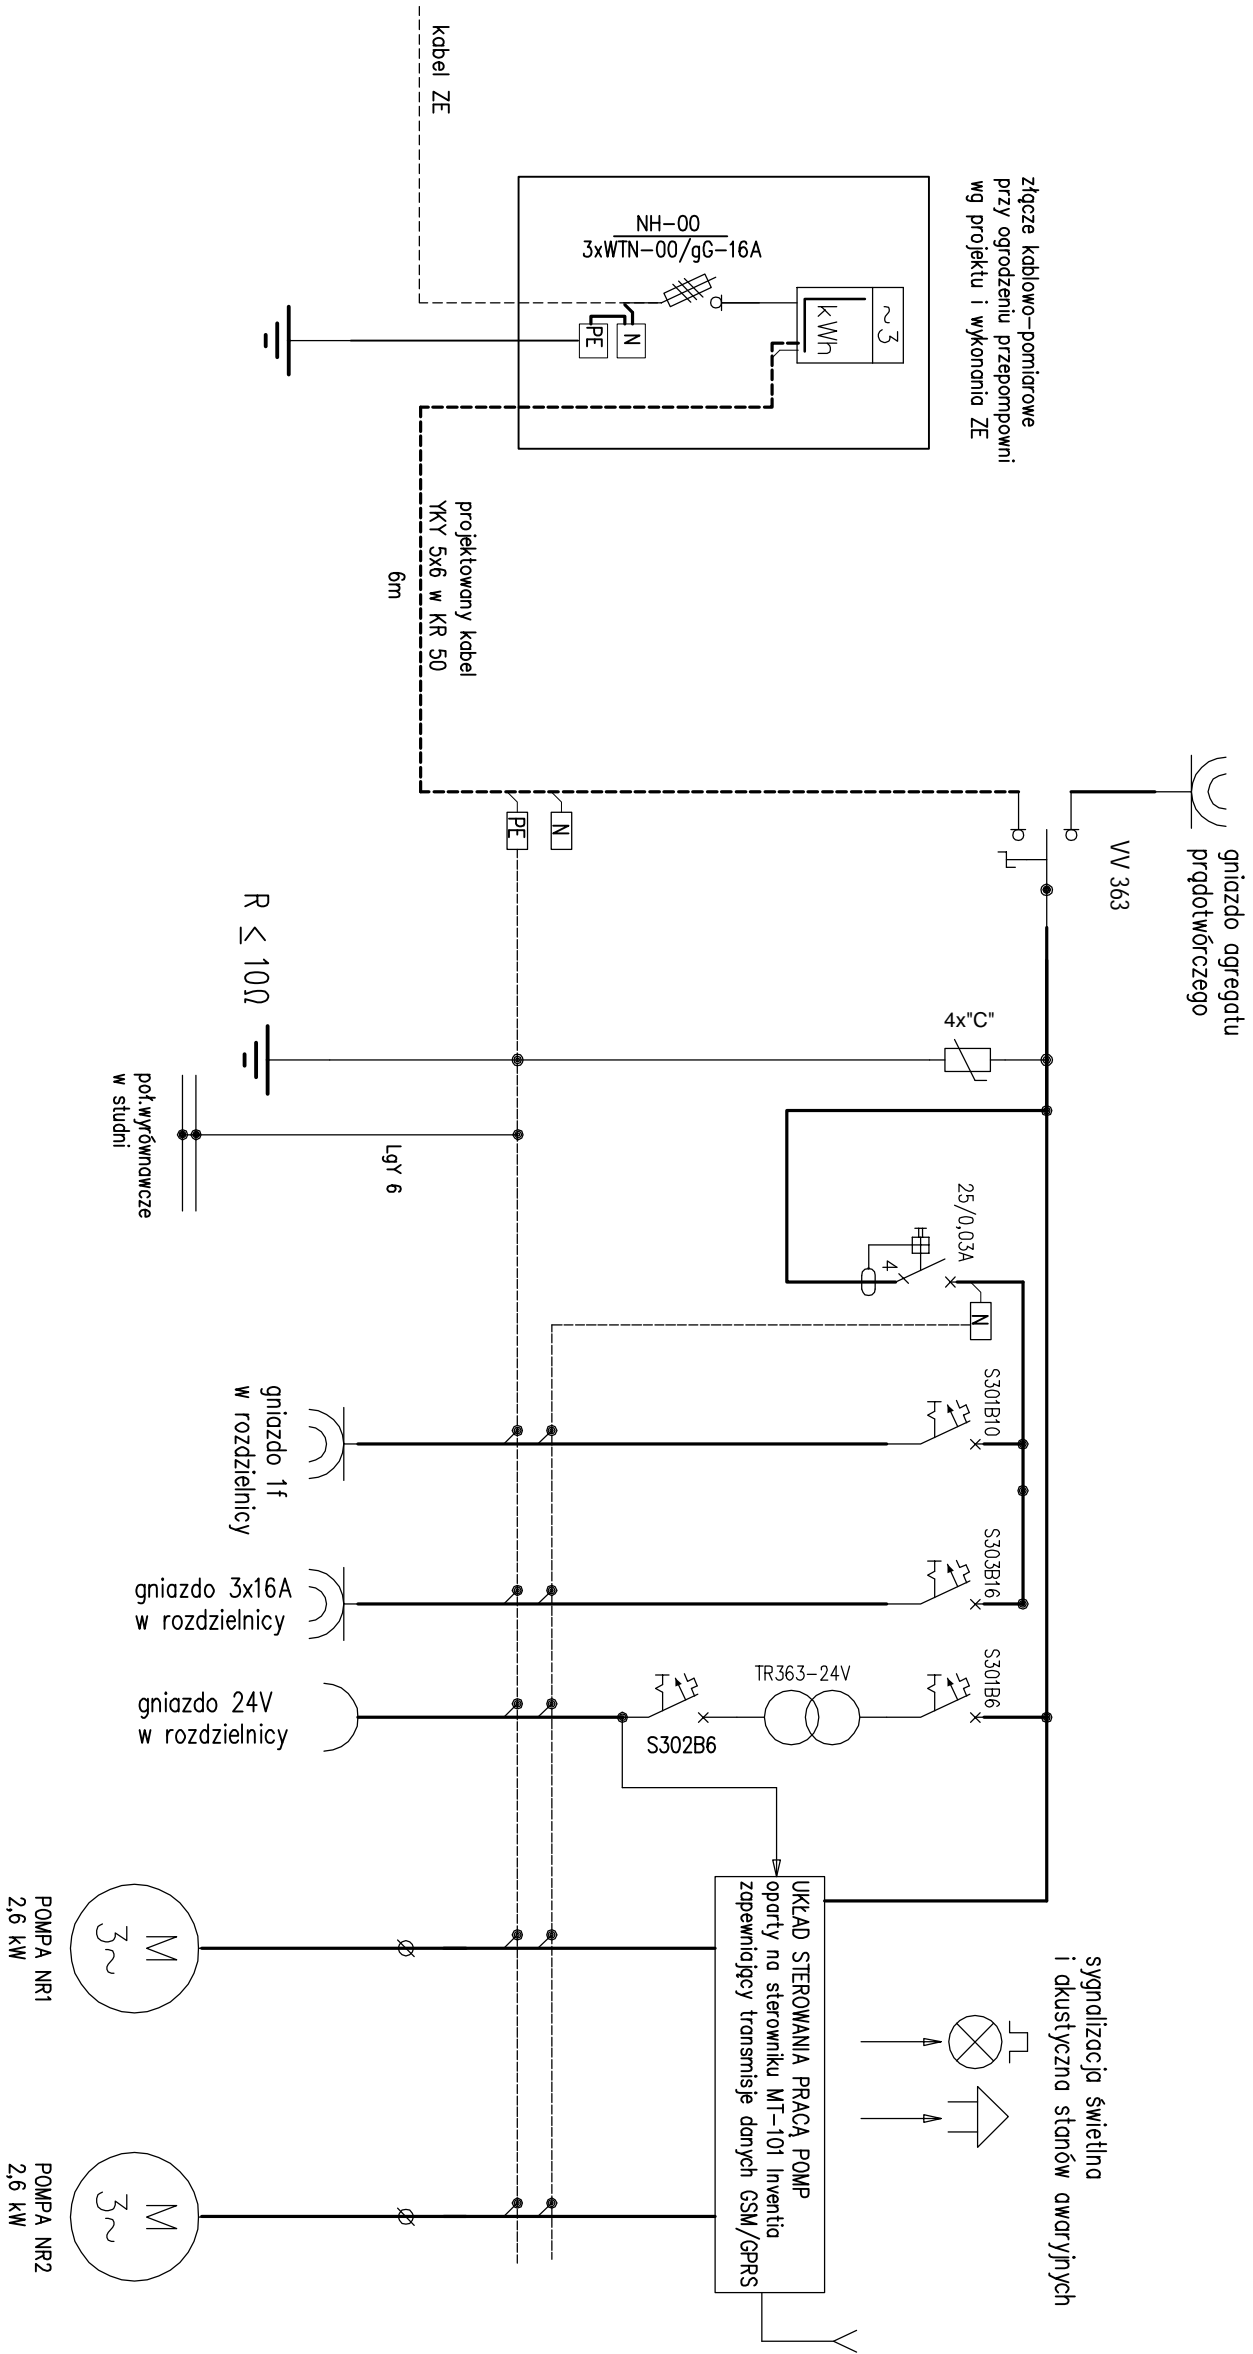 kabel ZE
złącze kablowo-pomiarowe
przy ogrodzeniu przepompowni
wg projektu i wykonania ZE
NH-00
3xWTN-00/gG-16A
~3
kWh
N
PE
projektowany kabel
YKY 5x6 w KR 50
6m
gniazdo agregatu
prądotwórczego
VV 363
N
PE
R ≤ 10Ω
4x"C"
poł.wyrównawcze
w studni
LgY 6
25/0,03A
4
N
S301B10
gniazdo 1f
w rozdzielnicy
S303B16
gniazdo 3x16A
w rozdzielnicy
S301B6
TR363-24V
S302B6
gniazdo 24V
w rozdzielnicy
UKŁAD STEROWANIA PRACĄ POMP
oparty na sterowniku MT-101 Inventia
zapewniający transmisje danych GSM/GPRS
sygnalizacja świetlna
i akustyczna stanów awaryjnych
M
3~
POMPA NR1
2,6 kW
M
3~
POMPA NR2
2,6 kW